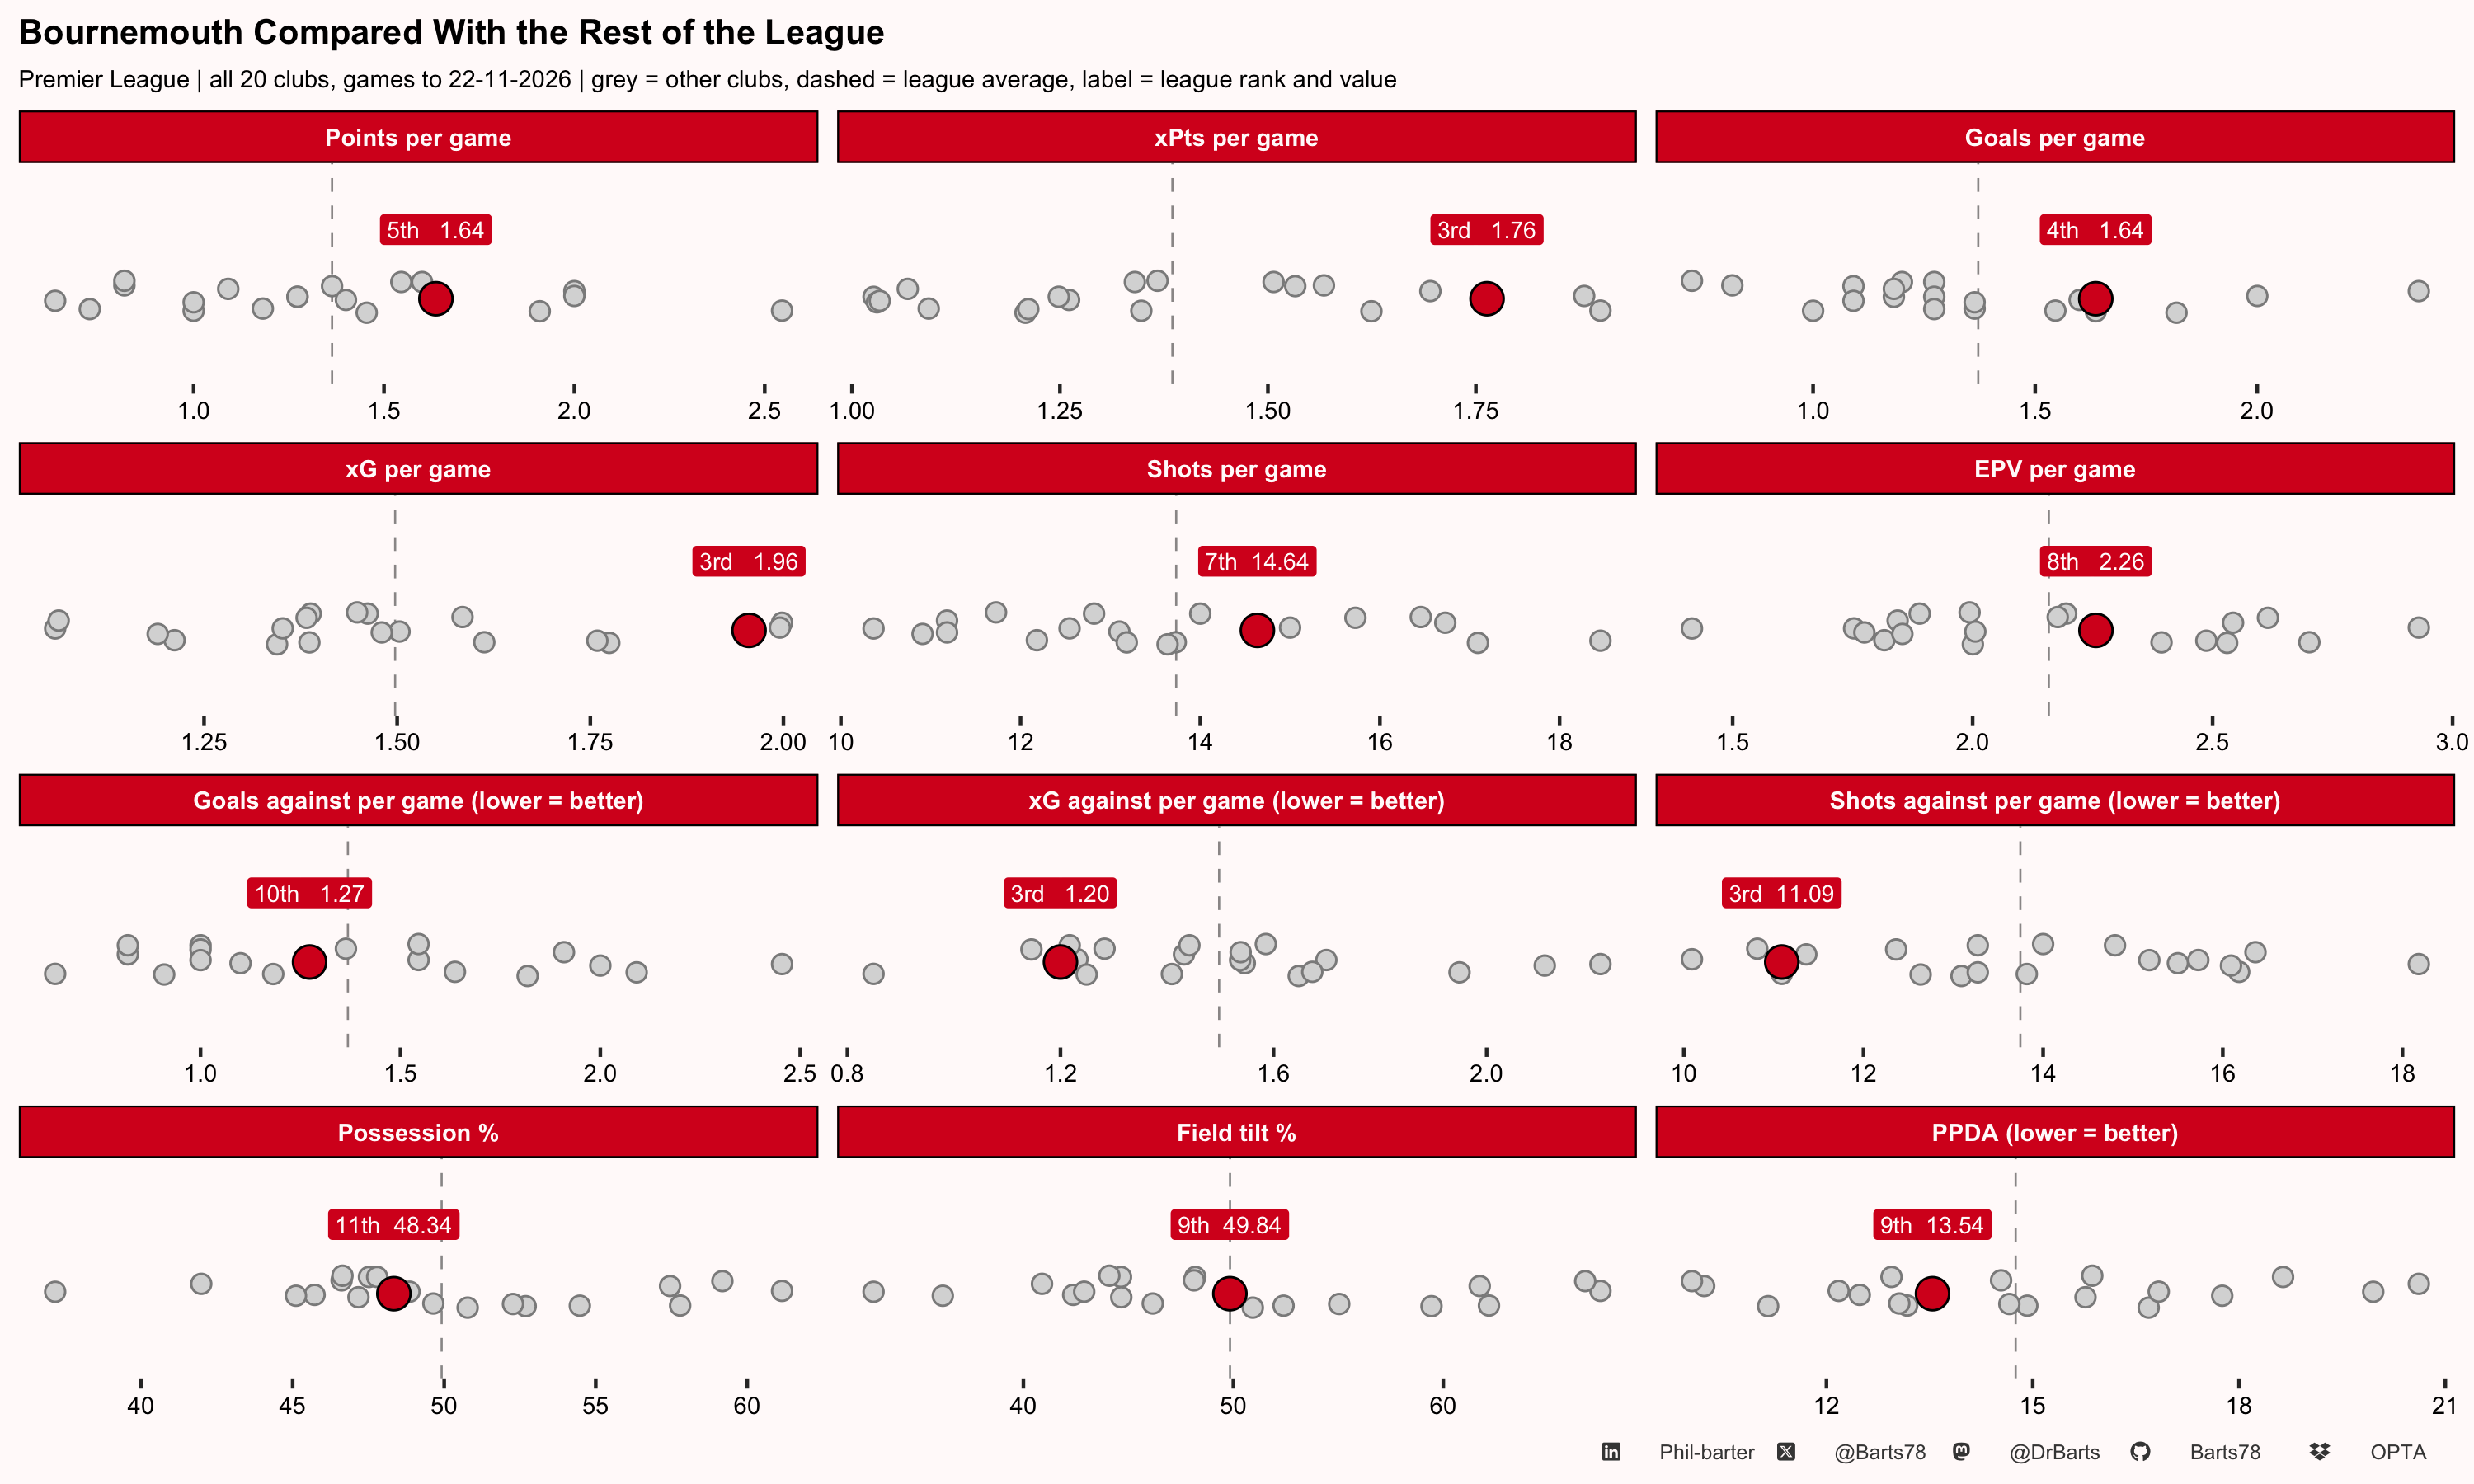 Bournemouth Compared With the Rest of the League
Premier League | all 20 clubs, games to 22-11-2026 | grey = other clubs, dashed = league average, label = league rank and value
Points per game
xPts per game
Goals per game
5th 1.64
3rd 1.76
4th 1.64
1.0 1.5 2.0 2.5
1.00 1.25 1.50 1.75
1.0 1.5 2.0
xG per game
Shots per game
EPV per game
3rd 1.96
7th 14.64
8th 2.26
1.25 1.50 1.75 2.00
10 12 14 16 18
1.5 2.0 2.5 3.0
Goals against per game (lower = better)
xG against per game (lower = better)
Shots against per game (lower = better)
10th 1.27
3rd 1.20
3rd 11.09
1.0 1.5 2.0 2.5
0.8 1.2 1.6 2.0
10 12 14 16 18
Possession %
Field tilt %
PPDA (lower = better)
11th 48.34
9th 49.84
9th 13.54
40 45 50 55 60
40 50 60
12 15 18 21
Phil-barter @Barts78 @DrBarts Barts78 OPTA